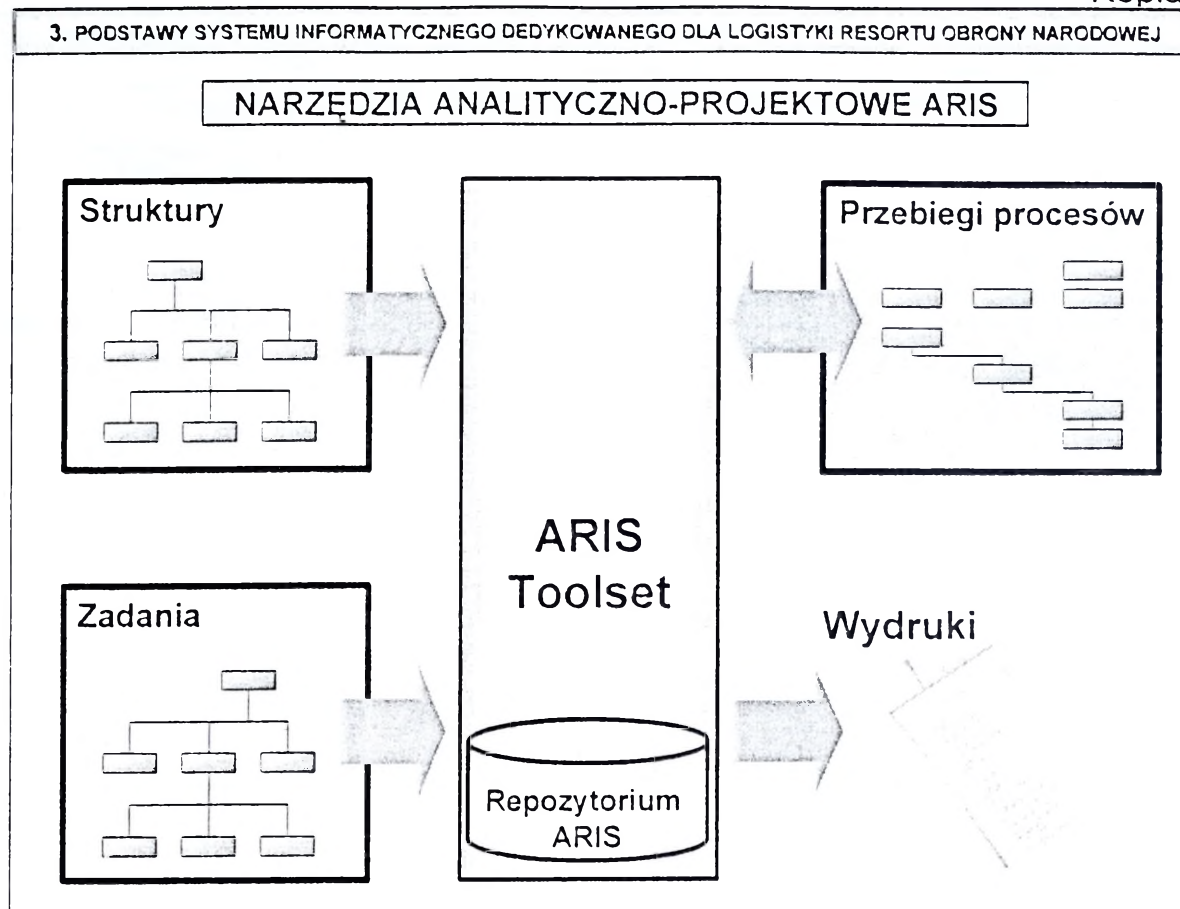 3. PODSTAWY SYSTEMU INFORMATYCZNEGO DEDYKOWANEGO DLA LOGISTYKI RESORTU OBRONY NARODOWEJ
NARZĘDZIA ANALITYCZNO-PROJEKTOWE ARIS
Struktury
Przebiegi procesów
ARIS
Toolset
Zadania
Wydruki
Repozytorium
ARIS